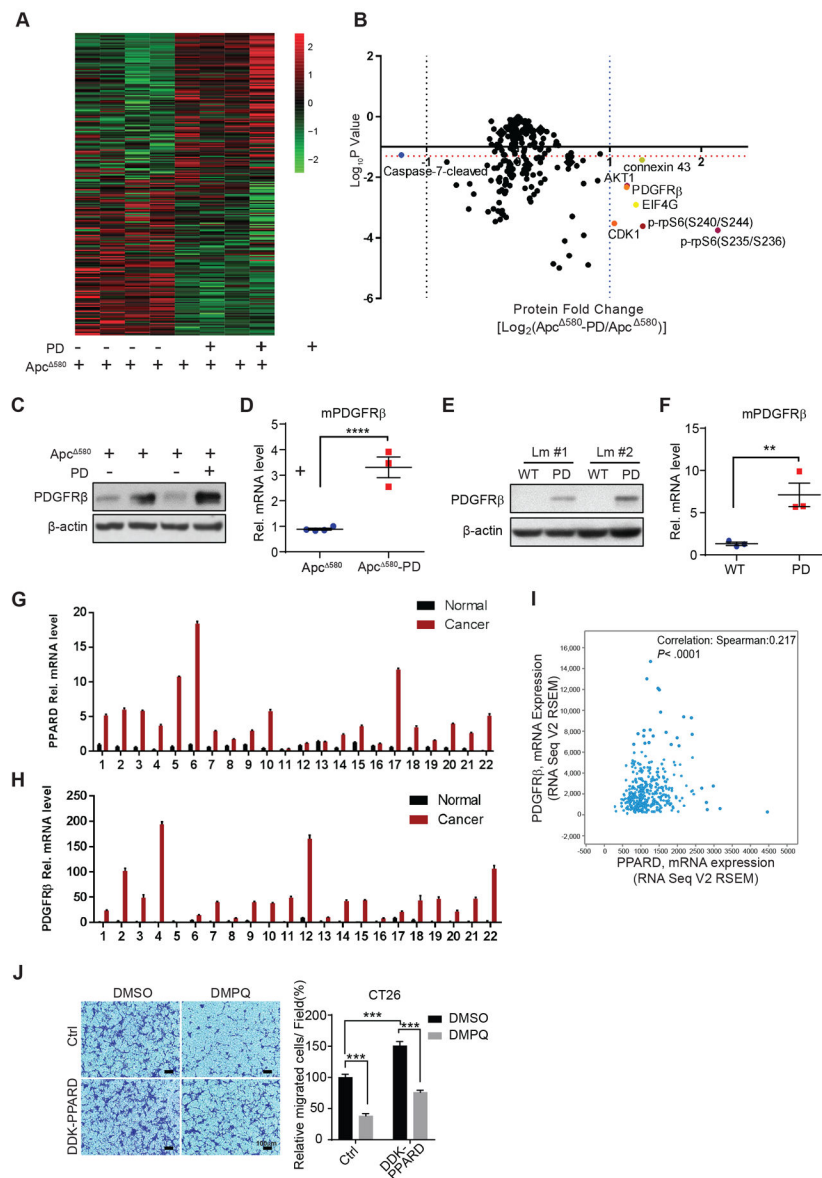 A
2
1
0
-1
-2
PD - - - - + + +
Apc^Δ580 + + + + + + + +
B
2
0
-2
-4
-6
Log10P Value
-1
1
2
Caspase-7-cleaved
connexin 43
AKT1
PDGFRβ
EIF4G
p-rpS6(S240/S244)
CDK1
p-rpS6(S235/S236)
Protein Fold Change
[Log2(Apc^Δ580-PD/Apc^Δ580)]
C
Apc^Δ580 + + + +
PD - - +
PDGFRβ
β-actin
D
mPDGFRβ
****
+
Rel. mRNA level
5
4
3
2
1
0
Apc^Δ580 Apc^Δ580-PD
E
Lm #1 Lm #2
WT PD WT PD
PDGFRβ
β-actin
F
mPDGFRβ
**
Rel. mRNA level
15
10
5
0
WT PD
G
Normal
Cancer
PPARD Rel. mRNA level
20
15
10
5
0
1 2 3 4 5 6 7 8 9 10 11 12 13 14 15 16 17 18 19 20 21 22
H
Normal
Cancer
PDGFRβ Rel. mRNA level
250
200
150
100
50
0
1 2 3 4 5 6 7 8 9 10 11 12 13 14 15 16 17 18 19 20 21 22
I
Correlation: Spearman:0.217
P< .0001
PDGFRβ, mRNA Expression
(RNA Seq V2 RSEM)
16,000
14,000
12,000
10,000
8,000
6,000
4,000
2,000
0
-2,000
-500 0 500 1000 1500 2000 2500 3000 3500 4000 4500 5000
PPARD, mRNA expression
(RNA Seq V2 RSEM)
J
DMSO DMPQ
Ctrl
DDK-PPARD
100μm
CT26
DMSO
DMPQ
***
***
***
Relative migrated cells/ Field(%)
200
150
100
50
0
Ctrl
DDK-
PPARD